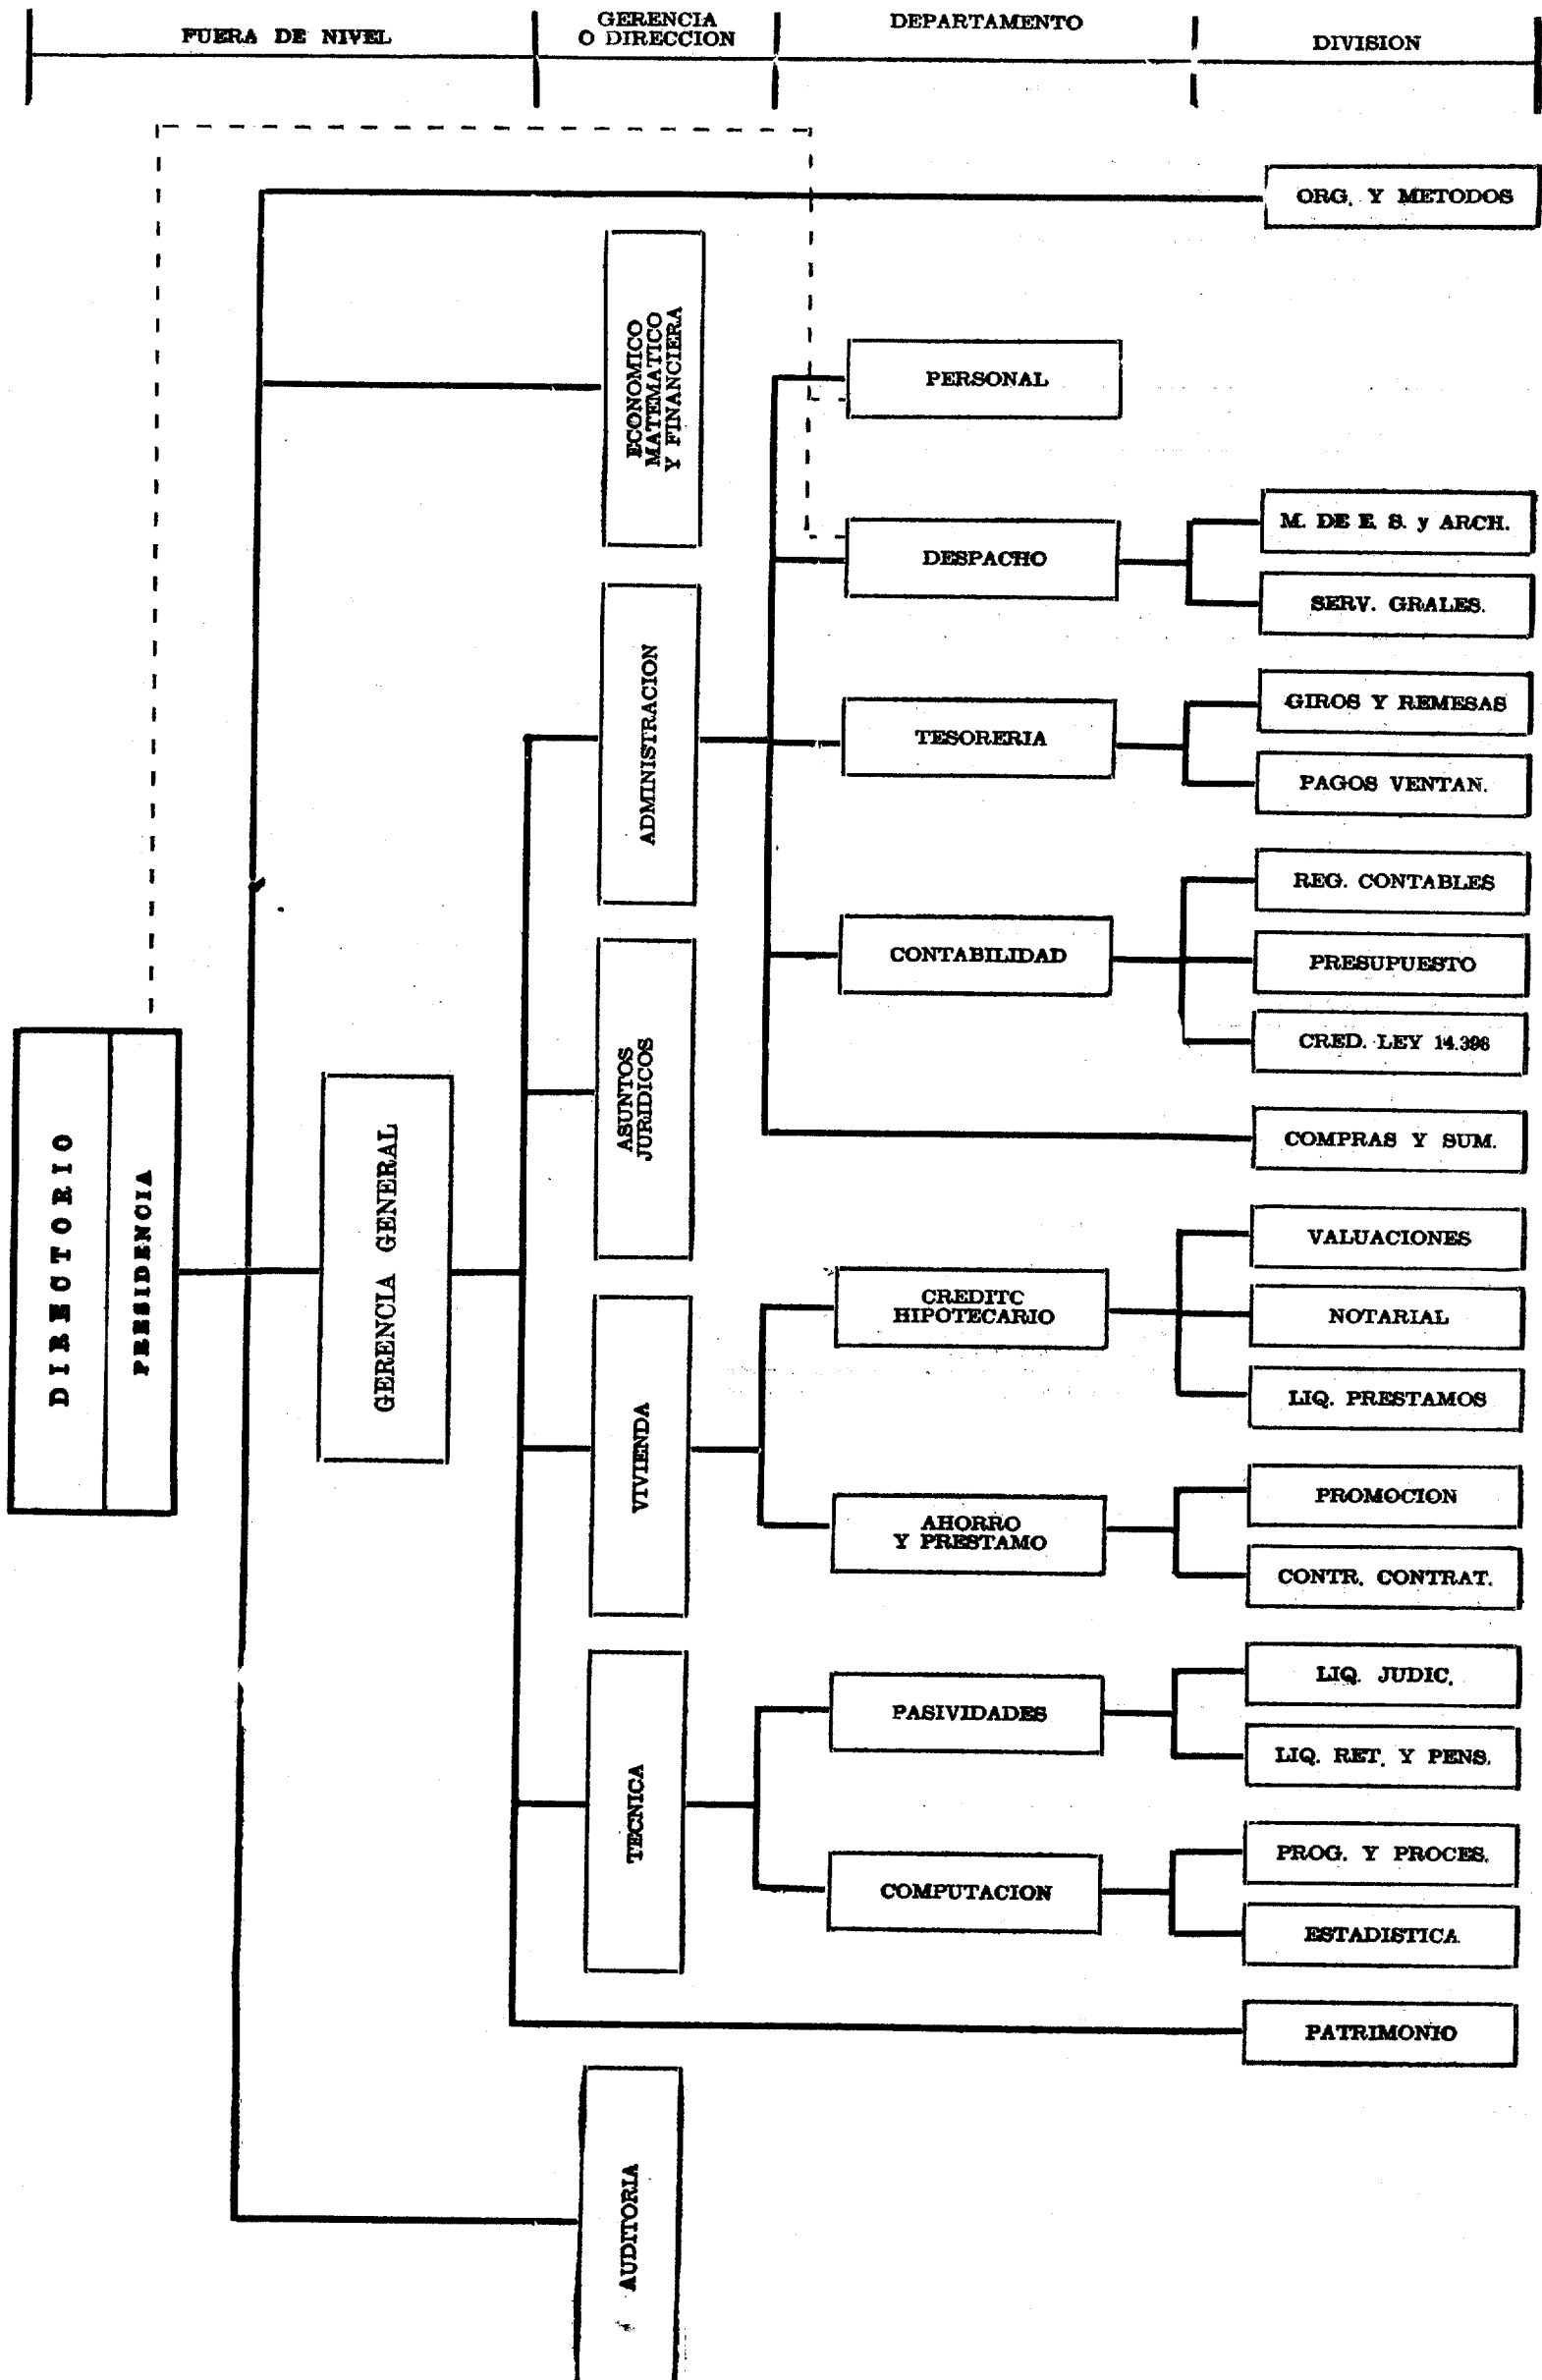 FUERA DE NIVEL
GERENCIA
O DIRECCION
DEPARTAMENTO
DIVISION
ORG. Y METODOS
ECONOMICO
MATEMATICO
Y FINANCIERA
PERSONAL
DESPACHO
M. DE E. S. y ARCH.
SERV. GRALES.
ADMINISTRACION
TESORERIA
GIROS Y REMESAS
PAGOS VENTAN.
CONTABILIDAD
REG. CONTABLES
PRESUPUESTO
CRED. LEY 14.398
ASUNTOS
JURIDICOS
COMPRAS Y SUM.
DIRECTORIO
PRESIDENCIA
GERENCIA GENERAL
VIVIENDA
CREDITC
HIPOTECARIO
VALUACIONES
NOTARIAL
LIQ. PRESTAMOS
AHORRO
Y PRESTAMO
PROMOCION
CONTR. CONTRAT.
TECNICA
PASIVIDADES
LIQ. JUDIC.
LIQ. RET. Y PENS.
COMPUTACION
PROG. Y PROCES.
ESTADISTICA
PATRIMONIO
AUDITORIA